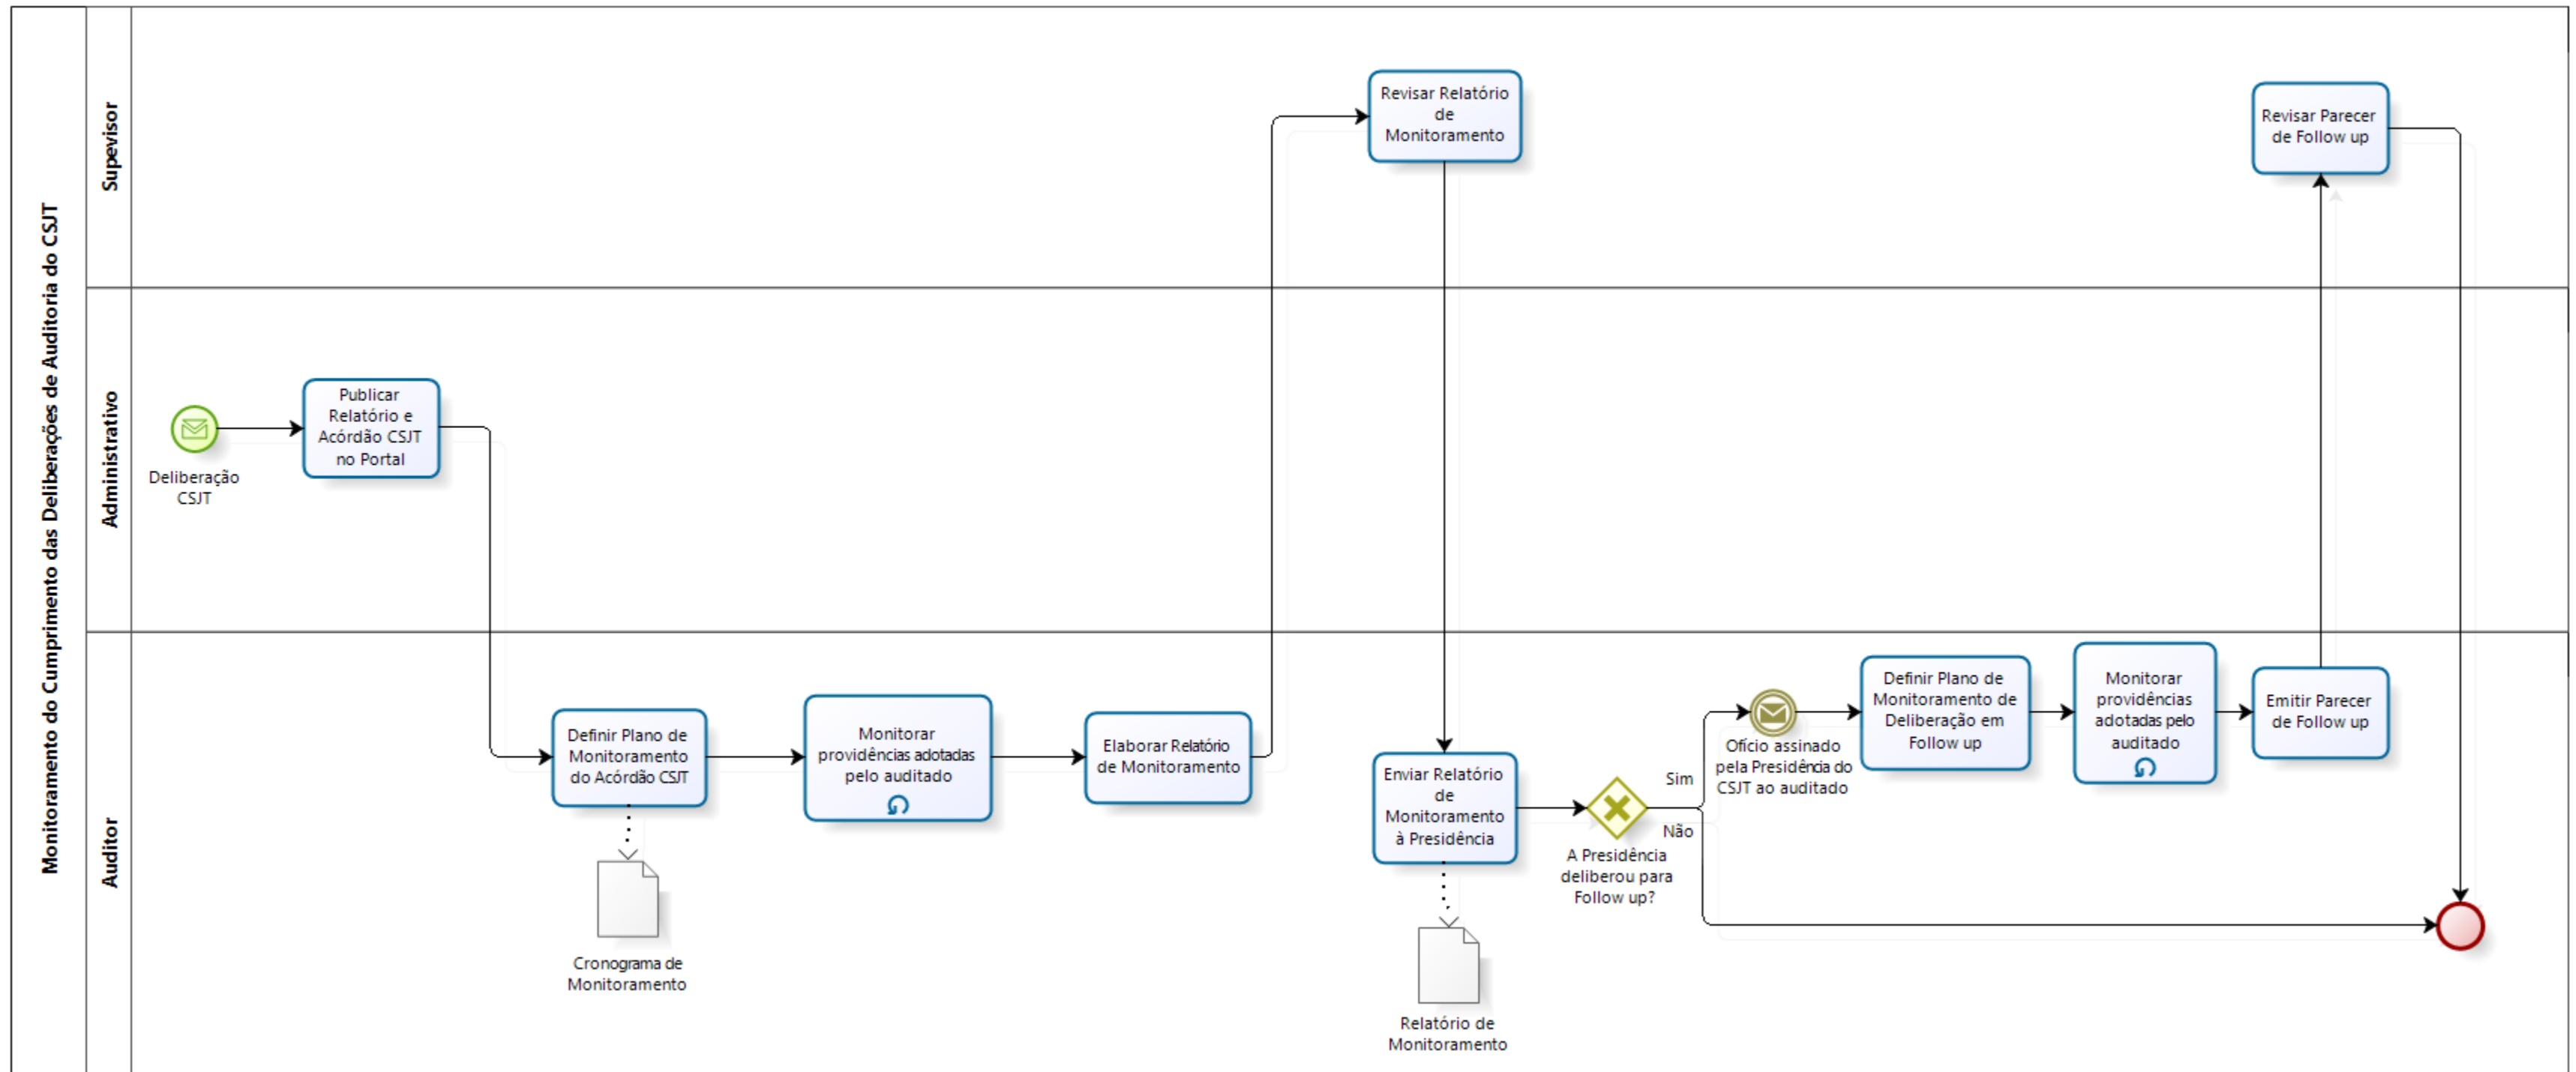 Monitoramento do Cumprimento das Deliberações de Auditoria do CSJT
Supevisor
Revisar Relatório
de
Monitoramento
Revisar Parecer
de Follow up
Administrativo
Deliberação
CSJT
Publicar
Relatório e
Acórdão CSJT
no Portal
Auditor
Definir Plano de
Monitoramento
do Acórdão CSJT
Cronograma de
Monitoramento
Monitorar
providências adotadas
pelo auditado
Elaborar Relatório
de Monitoramento
Enviar Relatório
de
Monitoramento
à Presidência
Relatório de
Monitoramento
A Presidência
deliberou para
Follow up?
Sim
Não
Ofício assinado
pela Presidência do
CSJT ao auditado
Definir Plano de
Monitoramento de
Deliberação em
Follow up
Monitorar
providências
adotadas pelo
auditado
Emitir Parecer
de Follow up